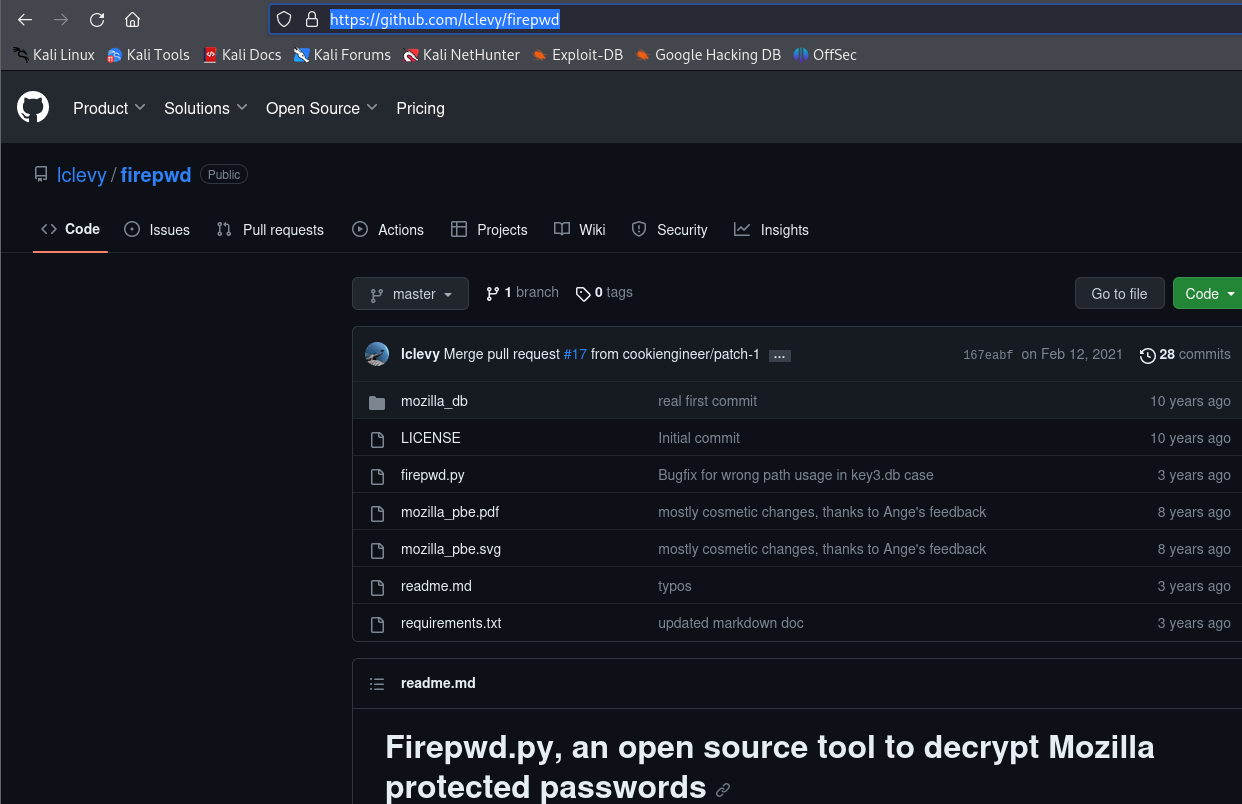 https://github.com/lclevy/firepwd
Kali Linux Kali Tools Kali Docs Kali Forums Kali NetHunter Exploit-DB Google Hacking DB OffSec
Product Solutions Open Source Pricing
lclevy / firepwd Public
Code Issues Pull requests Actions Projects Wiki Security Insights
master 1 branch 0 tags Go to file Code
lclevy Merge pull request #17 from cookiengineer/patch-1 ... 167eabf on Feb 12, 2021 28 commits
mozilla_db real first commit 10 years ago
LICENSE Initial commit 10 years ago
firepwd.py Bugfix for wrong path usage in key3.db case 3 years ago
mozilla_pbe.pdf mostly cosmetic changes, thanks to Ange's feedback 8 years ago
mozilla_pbe.svg mostly cosmetic changes, thanks to Ange's feedback 8 years ago
readme.md typos 3 years ago
requirements.txt updated markdown doc 3 years ago
readme.md
Firepwd.py, an open source tool to decrypt Mozilla
protected passwords